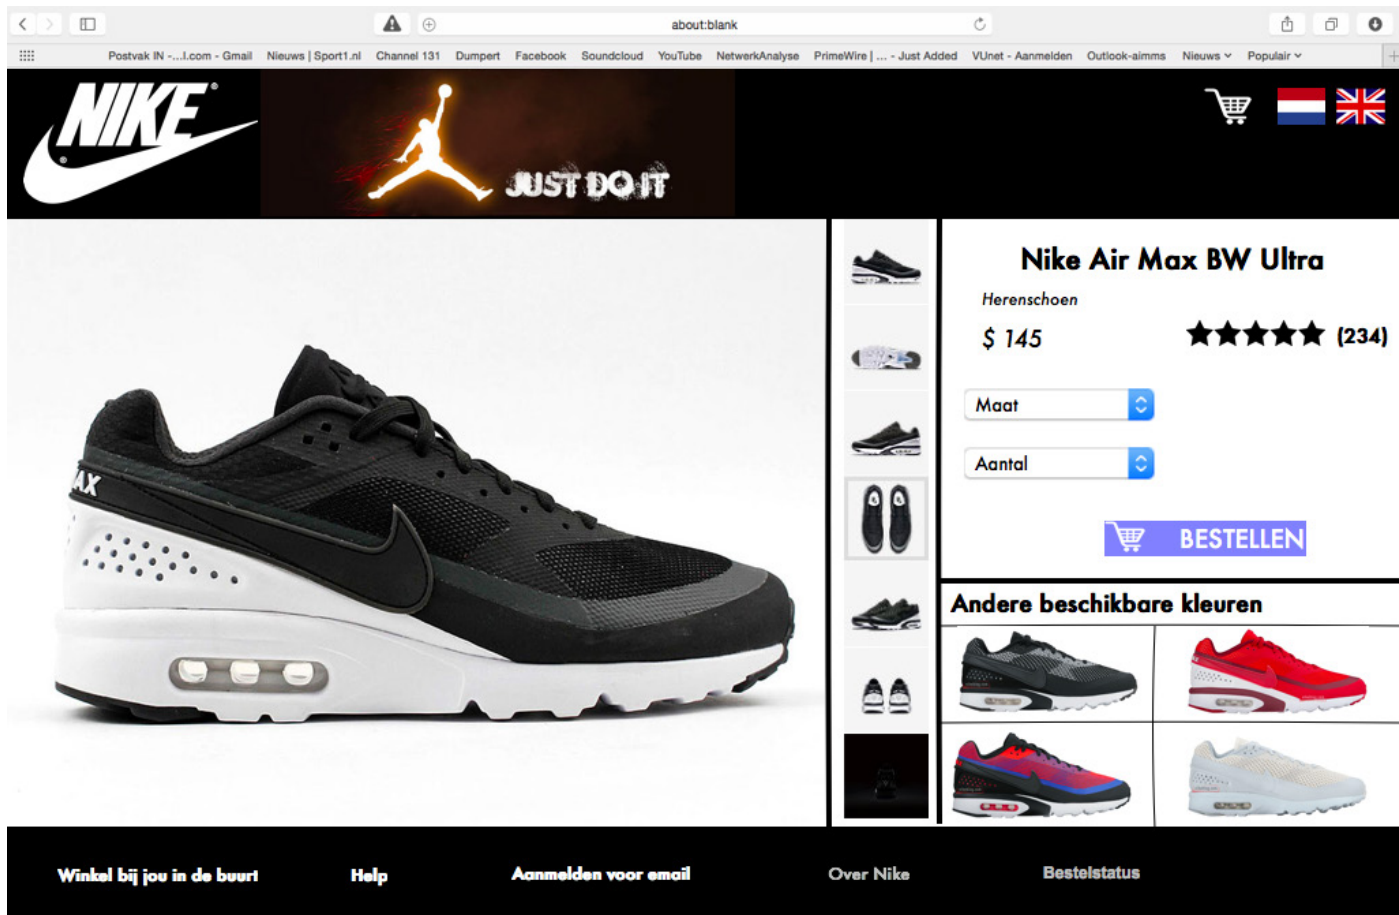 about:blank
Postvak IN -...l.com - Gmail Nieuws | Sport1.nl Channel 131 Dumpert Facebook Soundcloud YouTube NetwerkAnalyse PrimeWire | ... - Just Added VUnet - Aanmelden Outlook-aimms Nieuws Populair
NIKE
JUST DO IT
AX
Nike Air Max BW Ultra
Herenschoen
$ 145
(234)
Maat
Aantal
BESTELLEN
Andere beschikbare kleuren
Winkel bij jou in de buurt Help Aanmelden voor email Over Nike Bestelstatus